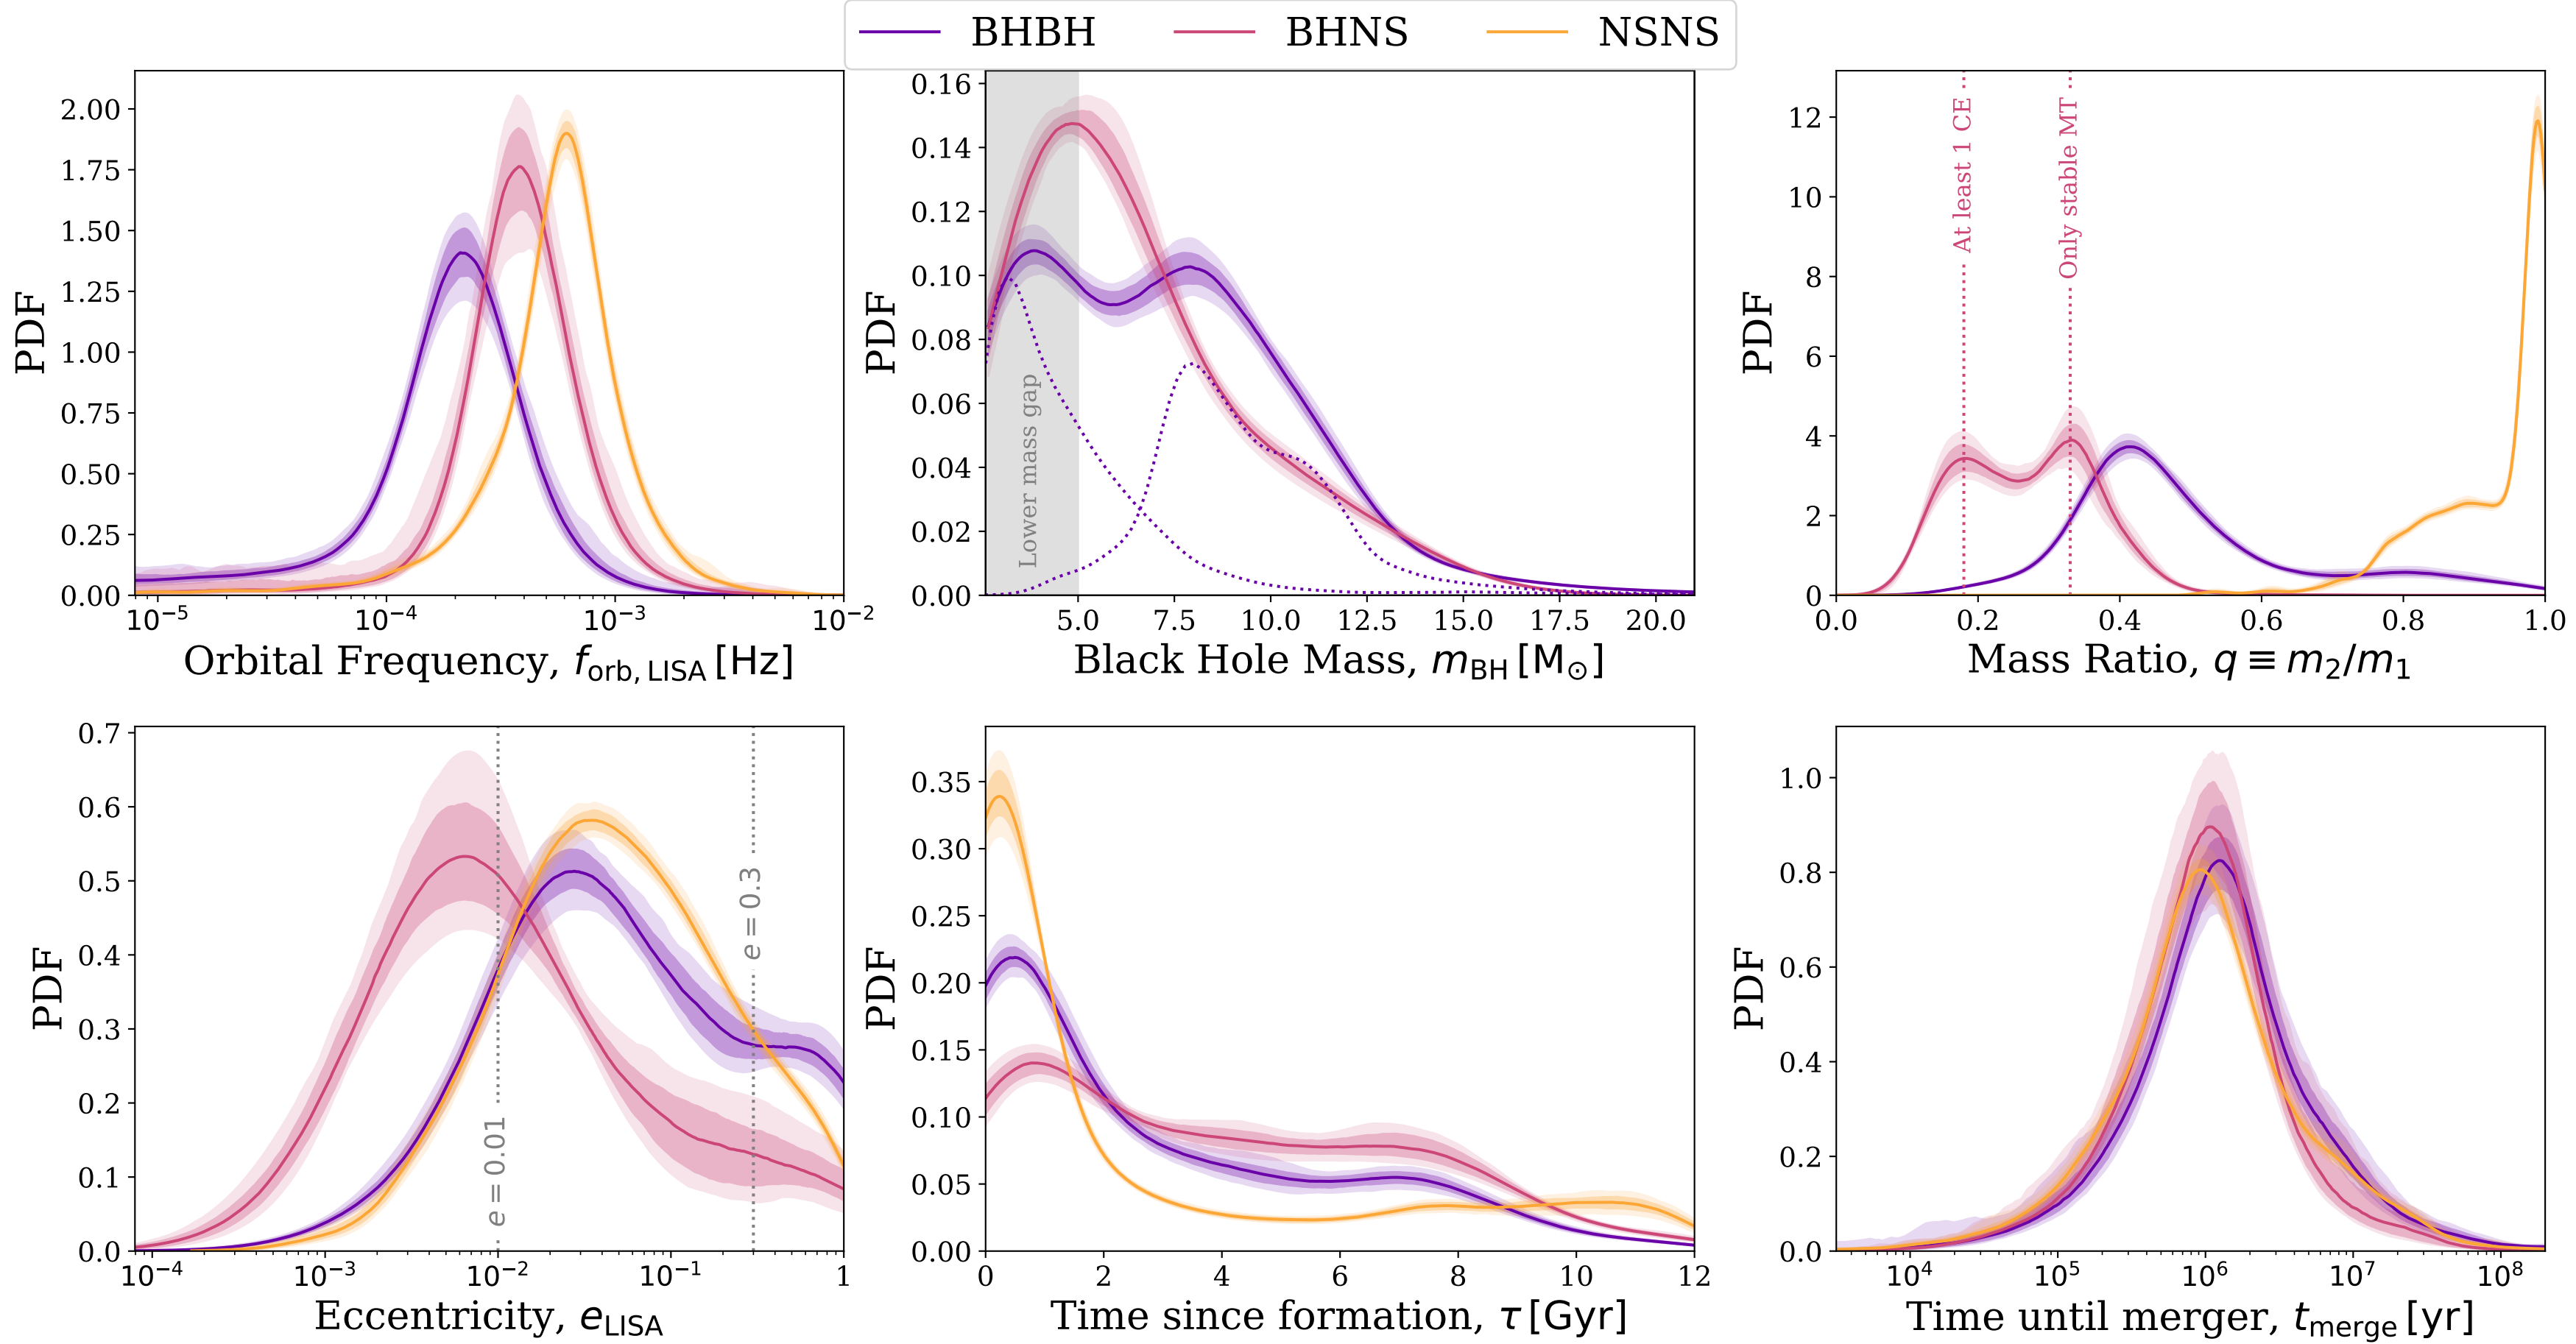 BHBH BHNS NSNS
PDF
2.00
1.75
1.50
1.25
1.00
0.75
0.50
0.25
0.00
10⁻⁵ 10⁻⁴ 10⁻³ 10⁻²
Orbital Frequency, f_orb, LISA [Hz]
PDF
0.16
0.14
0.12
0.10
0.08
0.06
0.04
0.02
0.00
Lower mass gap
5.0 7.5 10.0 12.5 15.0 17.5 20.0
Black Hole Mass, m_BH [M_⊙]
PDF
12
10
8
6
4
2
0
At least 1 CE
Only stable MT
0.0 0.2 0.4 0.6 0.8 1.0
Mass Ratio, q ≡ m₂/m₁
PDF
0.7
0.6
0.5
0.4
0.3
0.2
0.1
0.0
e = 0.01
e = 0.3
10⁻⁴ 10⁻³ 10⁻² 10⁻¹ 1
Eccentricity, e_LISA
PDF
0.35
0.30
0.25
0.20
0.15
0.10
0.05
0.00
0 2 4 6 8 10 12
Time since formation, τ [Gyr]
PDF
1.0
0.8
0.6
0.4
0.2
0.0
10⁴ 10⁵ 10⁶ 10⁷ 10⁸
Time until merger, t_merge [yr]